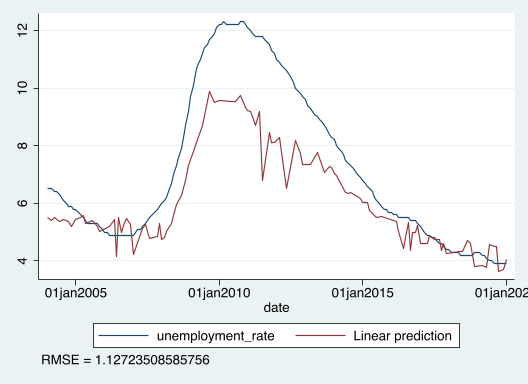 12
10
8
6
4
01jan2005 01jan2010 01jan2015 01jan202
date
unemployment_rate Linear prediction
RMSE = 1.12723508585756